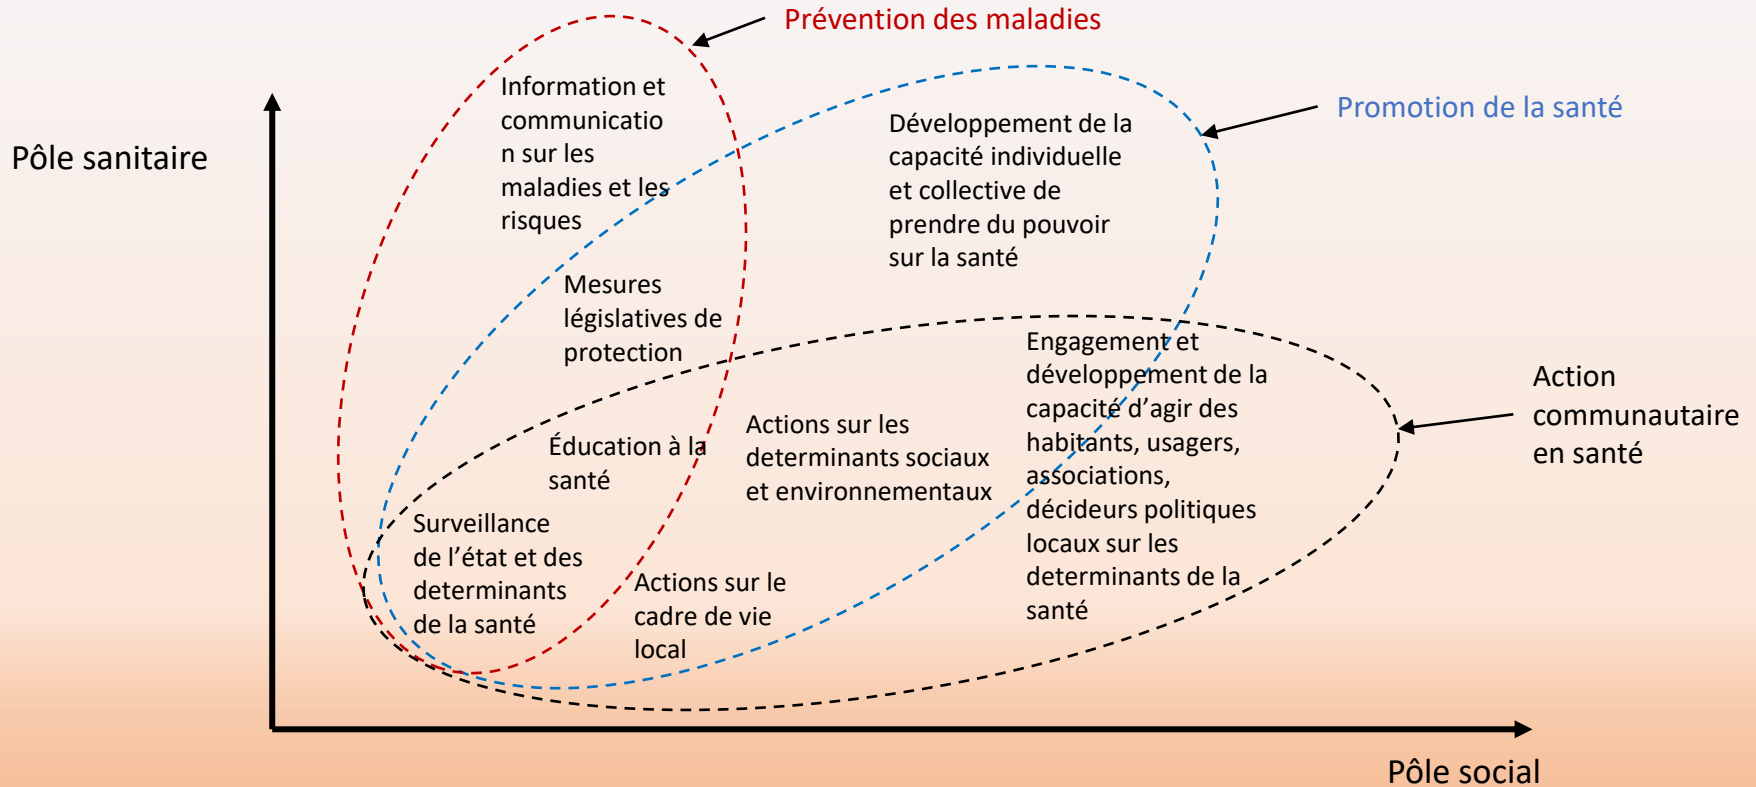 Prévention des maladies
Promotion de la santé
Pôle sanitaire
Information et
communicatio
n sur les
maladies et les
risques
Développement de la
capacité individuelle
et collective de
prendre du pouvoir
sur la santé
Mesures
législatives de
protection
Engagement et
développement de la
capacité d’agir des
habitants, usagers,
associations,
décideurs politiques
locaux sur les
determinants de la
santé
Action
communautaire
en santé
Éducation à la
santé
Actions sur les
determinants sociaux
et environnementaux
Surveillance
de l’état et des
determinants
de la santé
Actions sur le
cadre de vie
local
Pôle social